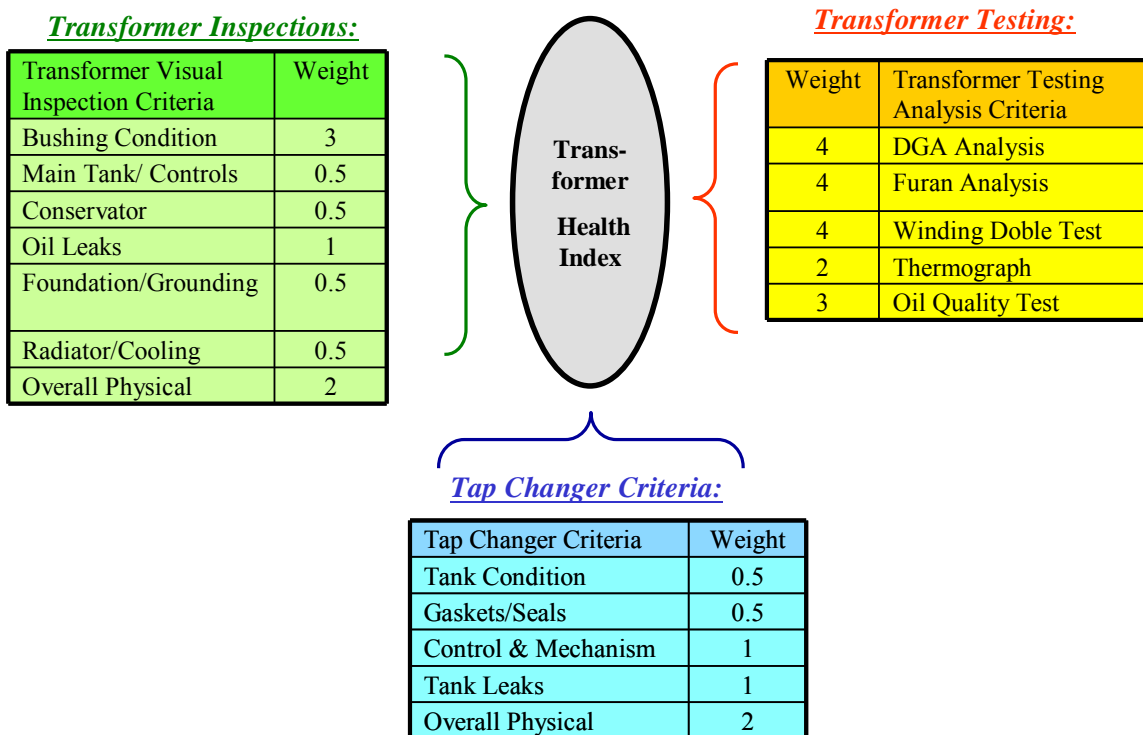 Transformer Inspections:
Transformer Visual Weight
Inspection Criteria
Bushing Condition 3
Main Tank/ Controls 0.5
Conservator 0.5
Oil Leaks 1
Foundation/Grounding 0.5
Radiator/Cooling 0.5
Overall Physical 2
Trans-
former
Health
Index
Transformer Testing:
Weight Transformer Testing
Analysis Criteria
4 DGA Analysis
4 Furan Analysis
4 Winding Doble Test
2 Thermograph
3 Oil Quality Test
Tap Changer Criteria:
Tap Changer Criteria Weight
Tank Condition 0.5
Gaskets/Seals 0.5
Control & Mechanism 1
Tank Leaks 1
Overall Physical 2